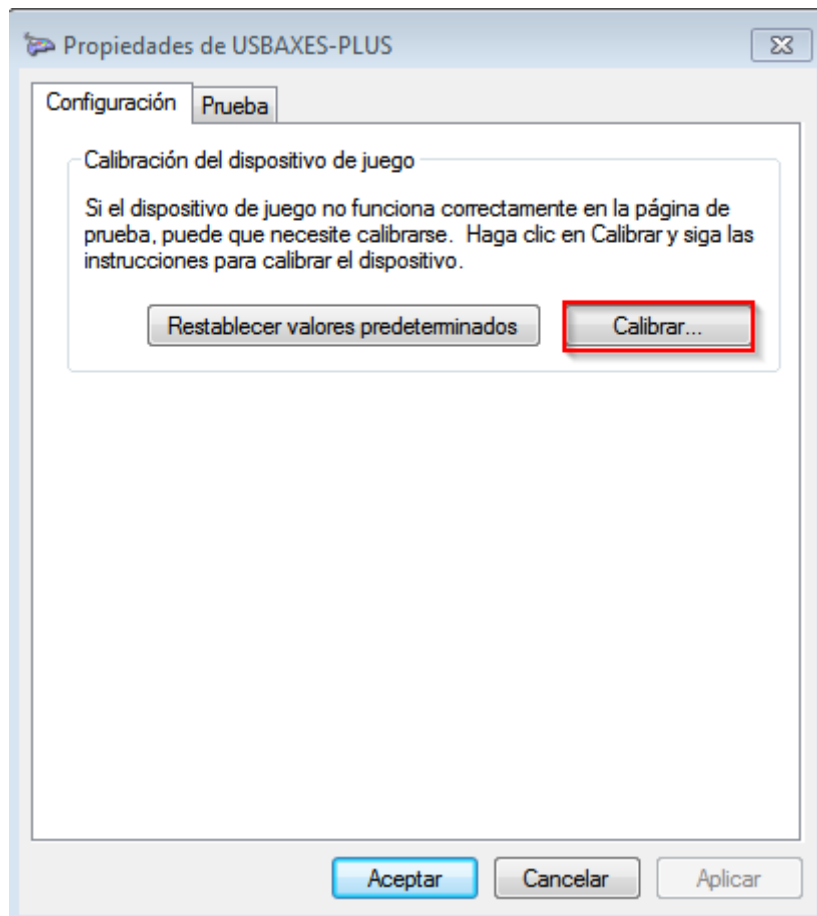 Propiedades de USBAXES-PLUS
Configuración
Prueba
Calibración del dispositivo de juego
Si el dispositivo de juego no funciona correctamente en la página de
prueba, puede que necesite calibrarse.  Haga clic en Calibrar y siga las
instrucciones para calibrar el dispositivo.
Restablecer valores predeterminados
Calibrar...
Aceptar
Cancelar
Aplicar